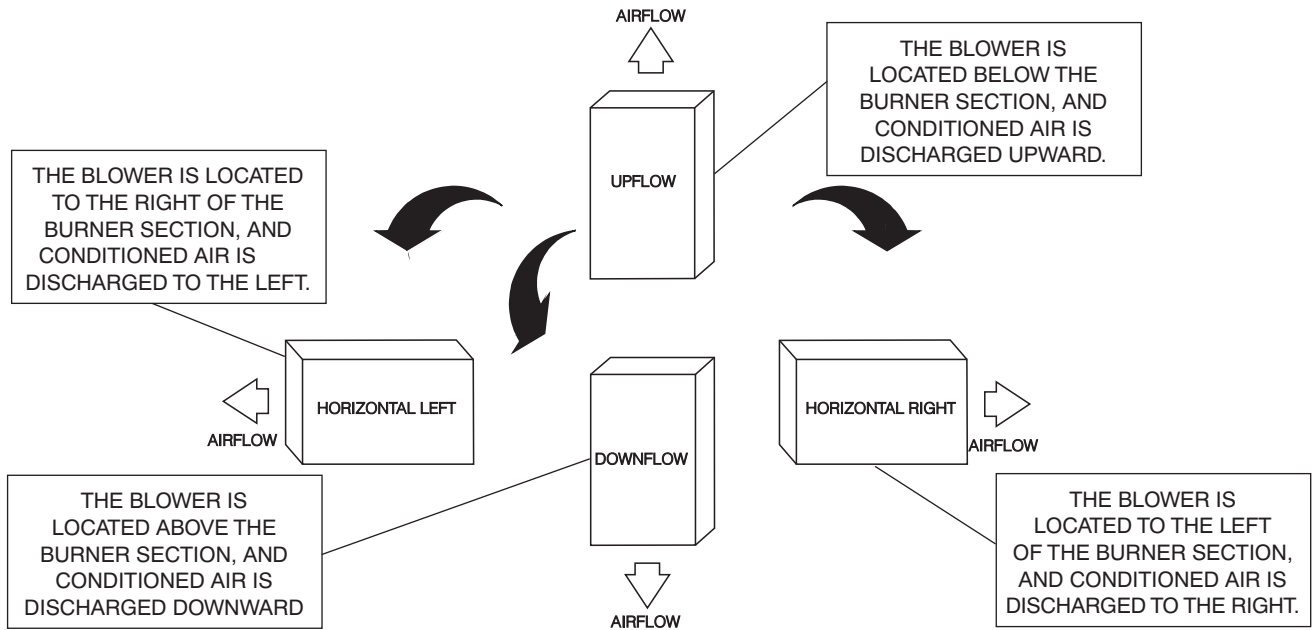 AIRFLOW
THE BLOWER IS
LOCATED BELOW THE
BURNER SECTION, AND
CONDITIONED AIR IS
DISCHARGED UPWARD.
UPFLOW
THE BLOWER IS LOCATED
TO THE RIGHT OF THE
BURNER SECTION, AND
CONDITIONED AIR IS
DISCHARGED TO THE LEFT.
HORIZONTAL LEFT
AIRFLOW
DOWNFLOW
HORIZONTAL RIGHT
AIRFLOW
THE BLOWER IS
LOCATED ABOVE THE
BURNER SECTION, AND
CONDITIONED AIR IS
DISCHARGED DOWNWARD
THE BLOWER IS
LOCATED TO THE LEFT
OF THE BURNER SECTION,
AND CONDITIONED AIR IS
DISCHARGED TO THE RIGHT.
AIRFLOW